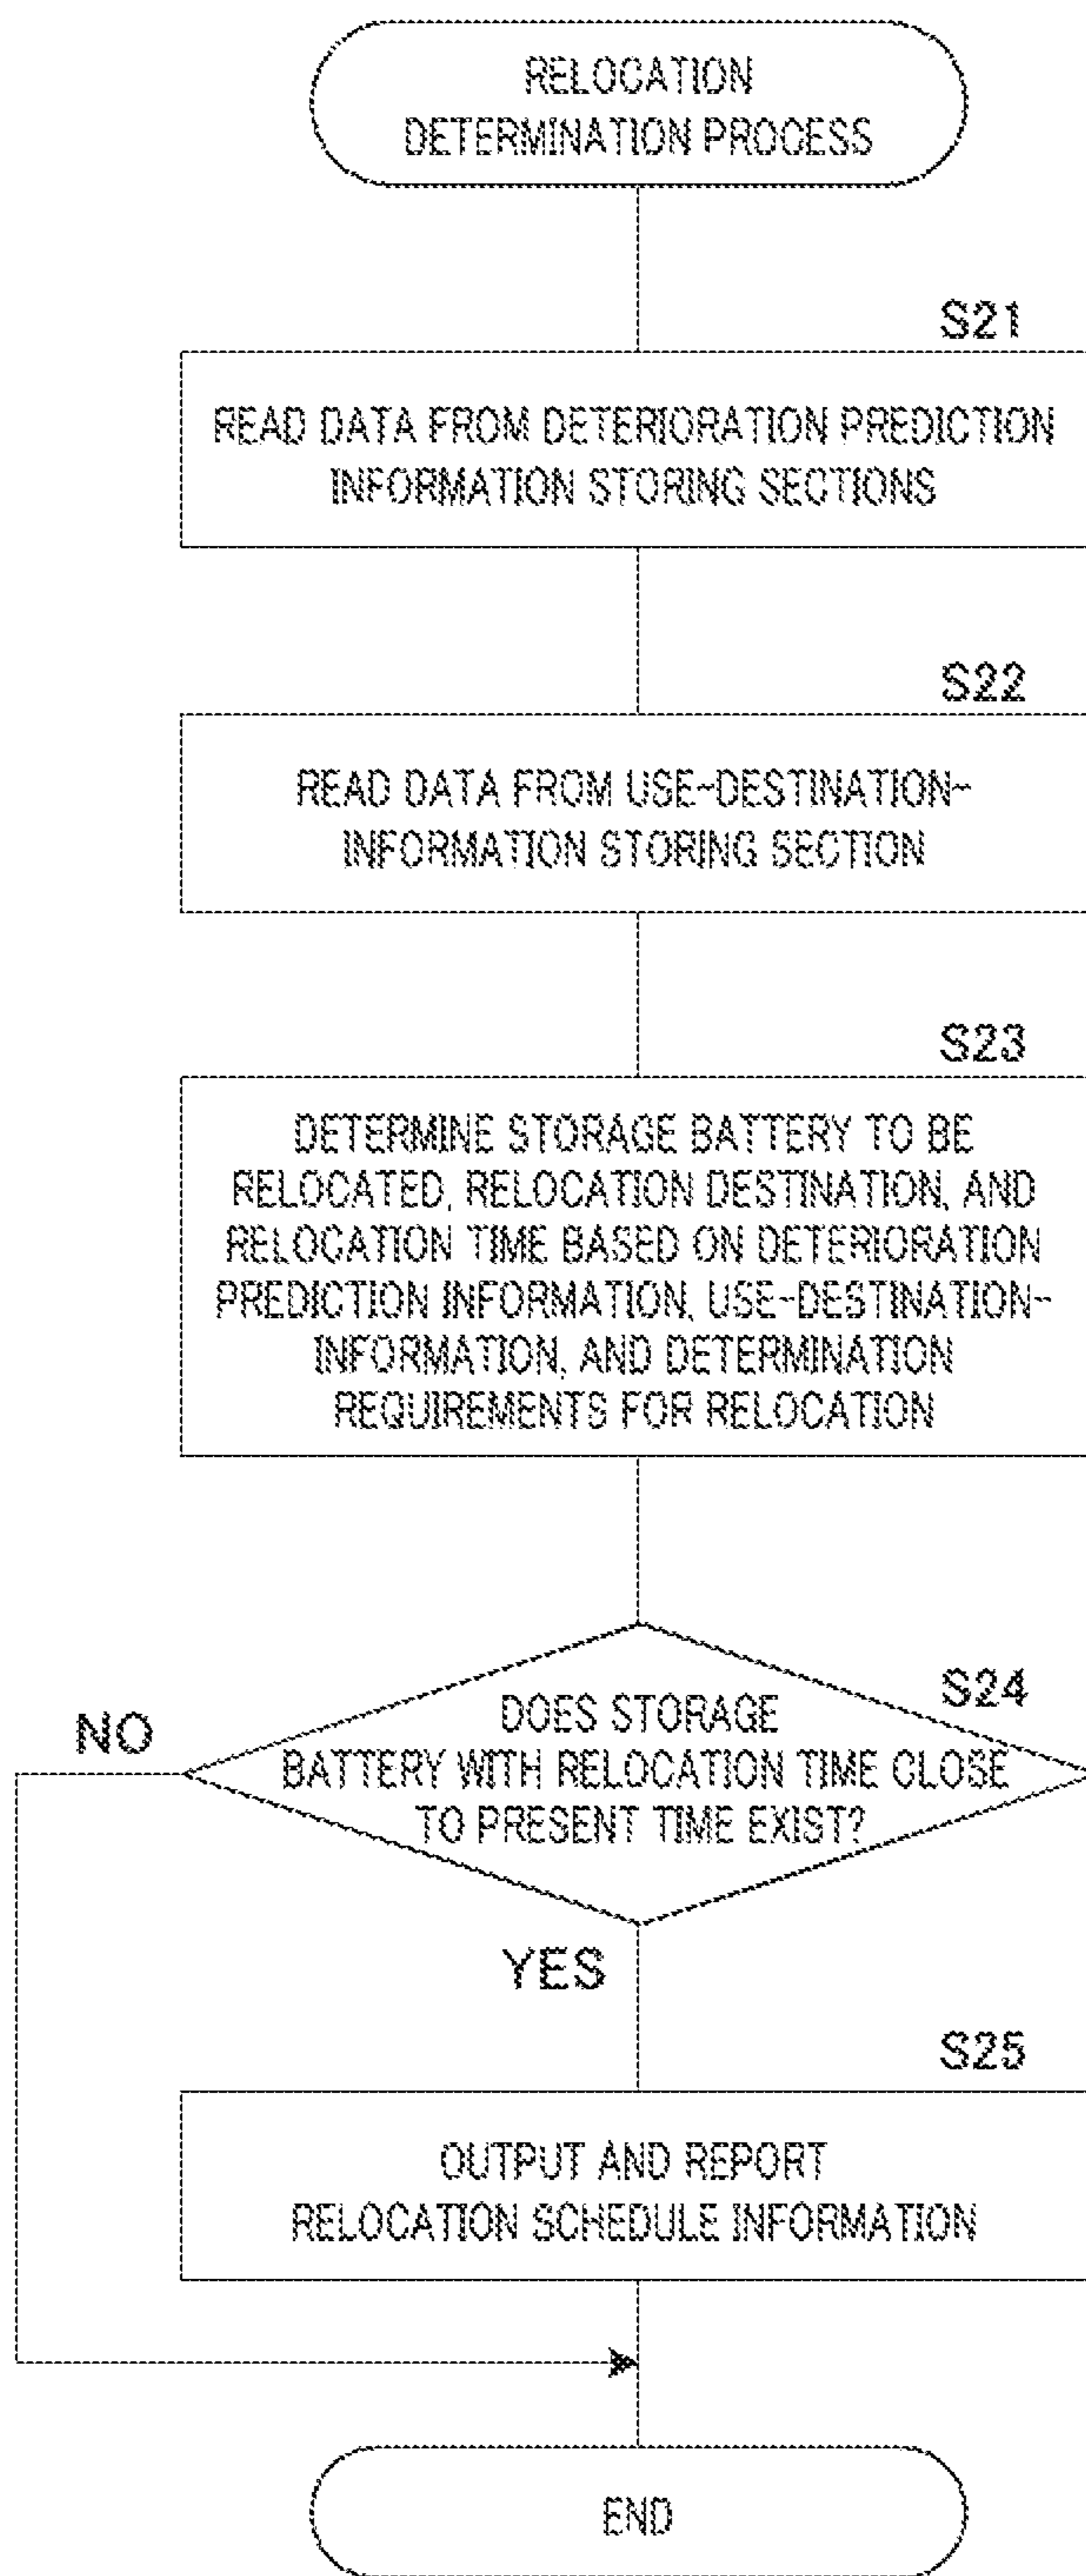 RELOCATION
DETERMINATION PROCESS
S21
READ DATA FROM DETERIORATION PREDICTION
INFORMATION STORING SECTIONS
S22
READ DATA FROM USE-DESTINATION-
INFORMATION STORING SECTION
S23
DETERMINE STORAGE BATTERY TO BE
RELOCATED, RELOCATION DESTINATION, AND
RELOCATION TIME BASED ON DETERIORATION
PREDICTION INFORMATION, USE-DESTINATION-
INFORMATION, AND DETERMINATION
REQUIREMENTS FOR RELOCATION
S24
NO
DOES STORAGE
BATTERY WITH RELOCATION TIME CLOSE
TO PRESENT TIME EXIST?
YES
S25
OUTPUT AND REPORT
RELOCATION SCHEDULE INFORMATION
END